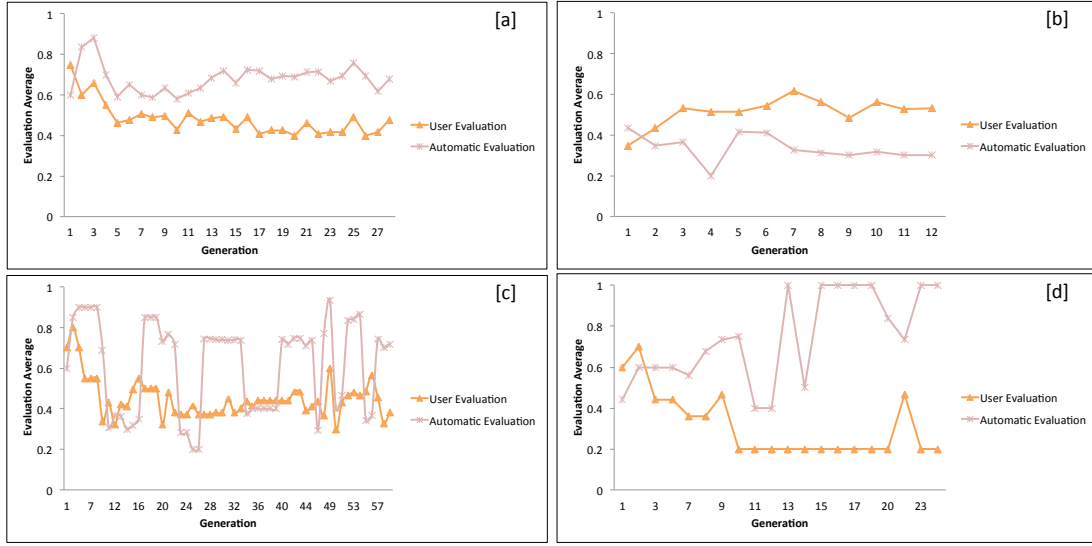 [a]
Evaluation Average
1
0.8
0.6
0.4
0.2
0
1 3 5 7 9 11 13 15 17 19 21 23 25 27
Generation
User Evaluation
Automatic Evaluation
[b]
Evaluation Average
1
0.8
0.6
0.4
0.2
0
1 2 3 4 5 6 7 8 9 10 11 12
Generation
User Evaluation
Automatic Evaluation
[c]
Evaluation Average
1
0.8
0.6
0.4
0.2
0
1 7 12 16 20 24 28 32 36 40 44 49 53 57
Generation
User Evaluation
Automatic Evaluation
[d]
Evaluation Average
1
0.8
0.6
0.4
0.2
0
1 3 7 9 11 13 15 17 20 23
Generation
User Evaluation
Automatic Evaluation